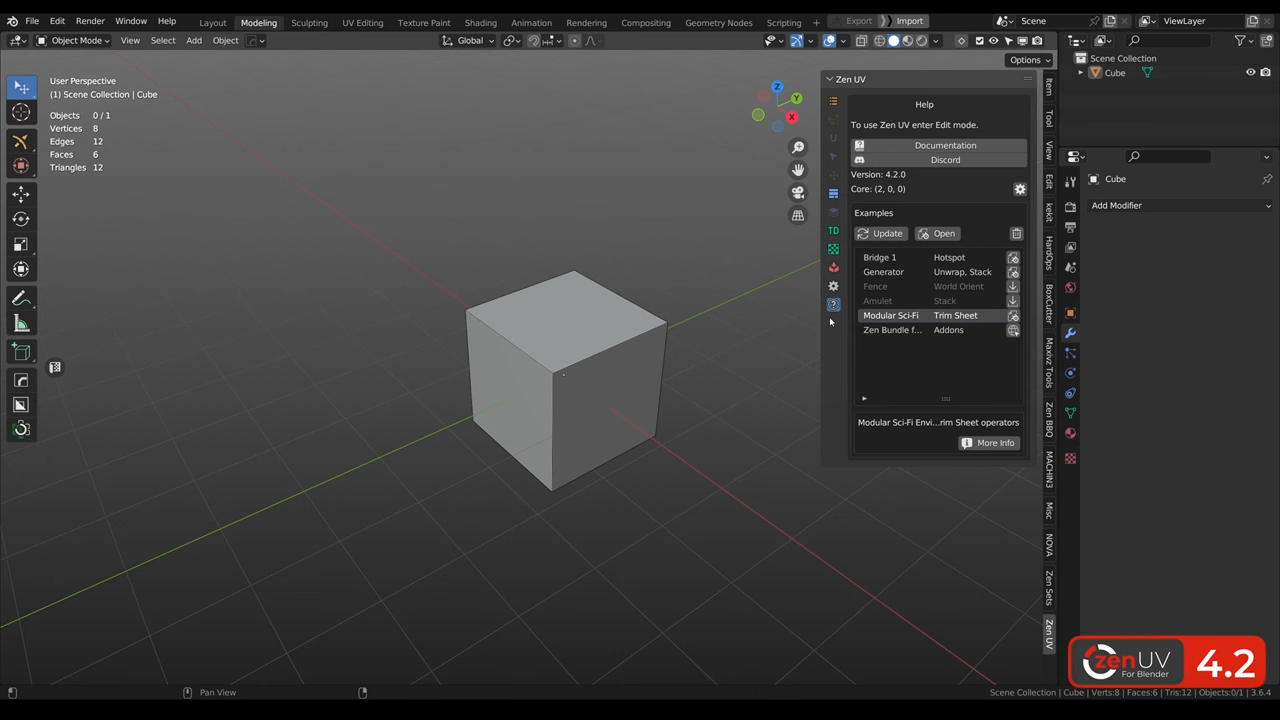 File Edit Render Window Help Layout Modeling Sculpting UV Editing Texture Paint Shading Animation Rendering Compositing Geometry Nodes Scripting + Export Import Scene ViewLayer
Object Mode View Select Add Object Global
Options
User Perspective
(1) Scene Collection | Cube
Objects 0 / 1
Vertices 8
Edges 12
Faces 6
Triangles 12
Z
Y
X
Zen UV
Help
To use Zen UV enter Edit mode.
Documentation
Discord
Version: 4.2.0
Core: (2, 0, 0)
TD
Examples
Update Open
Bridge 1 Hotspot
Generator Unwrap, Stack
Fence World Orient
Amulet Stack
Modular Sci-Fi Trim Sheet
Zen Bundle f... Addons
Modular Sci-Fi Envi...rim Sheet operators
More Info
Item
Tool
View
Edit
kekit
HardOps
BoxCutter
Maxivz Tools
Zen BBQ
MACHIN3
Misc
NOVA
Zen Sets
Zen UV
Scene Collection
Cube
Cube
Add Modifier
zen UV
For Blender
4.2
Pan View
Scene Collection | Cube | Verts:8 | Faces:6 | Tris:12 | Objects:0/1 | 3.6.4